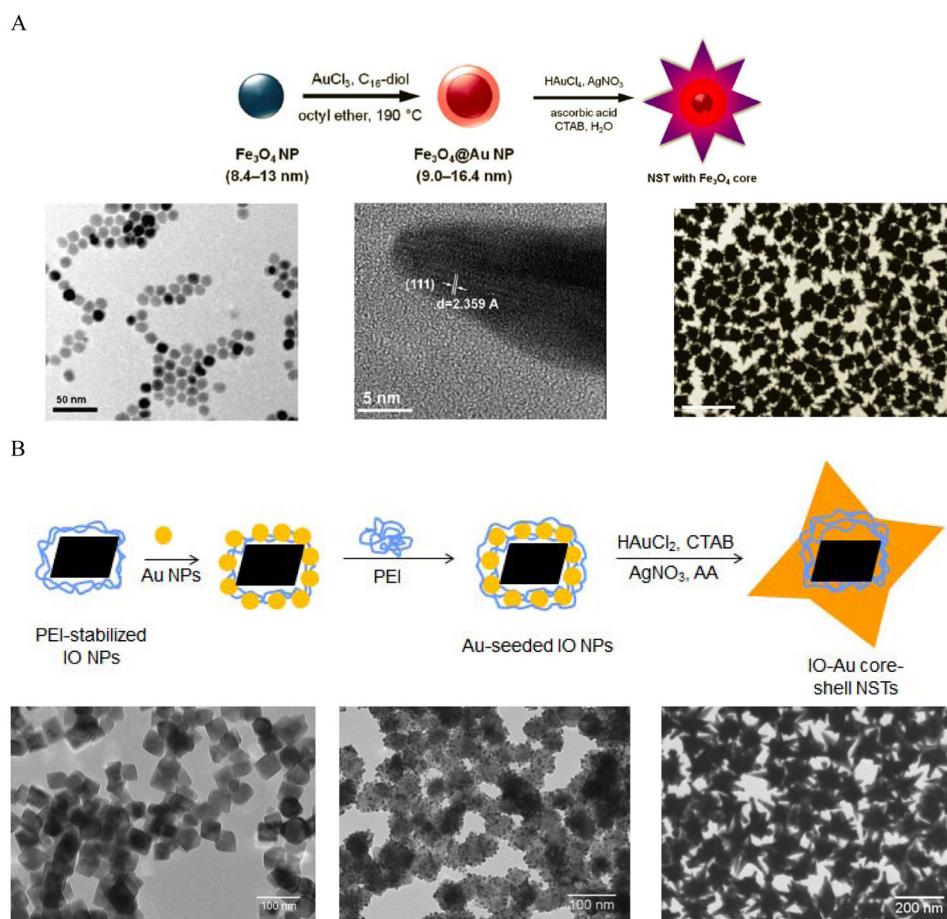 A
AuCl₃, C₁₆-diol
octyl ether, 190 °C
HAuCl₄, AgNO₃
ascorbic acid
CTAB, H₂O
Fe₃O₄ NP
(8.4–13 nm)
Fe₃O₄@Au NP
(9.0–16.4 nm)
NST with Fe₃O₄ core
50 nm
(111)
d=2.359 A
5 nm
B
Au NPs
PEI
HAuCl₂, CTAB
AgNO₃, AA
PEI-stabilized
IO NPs
Au-seeded IO NPs
IO-Au core-
shell NSTs
100 nm
100 nm
200 nm